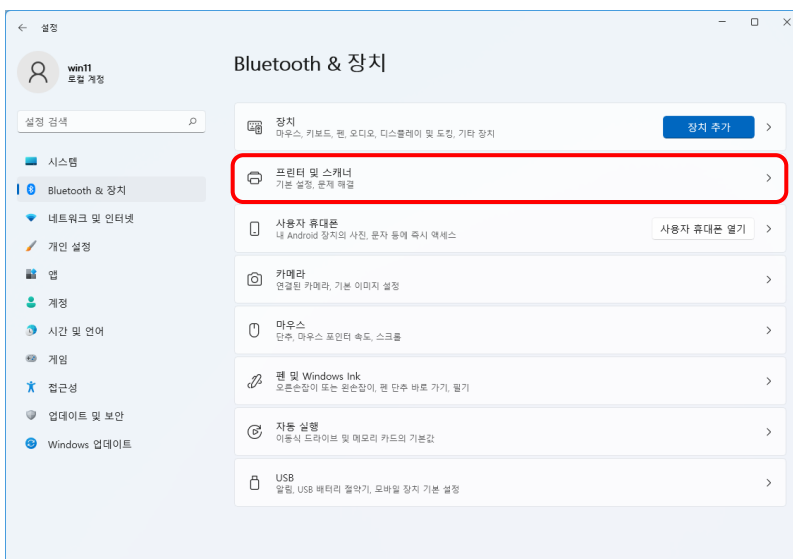 설정
win11
로컬 계정
설정 검색
시스템
Bluetooth & 장치
네트워크 및 인터넷
개인 설정
앱
계정
시간 및 언어
게임
접근성
업데이트 및 보안
Windows 업데이트
Bluetooth & 장치
장치
마우스, 키보드, 펜, 오디오, 디스플레이 및 도킹, 기타 장치
장치 추가
프린터 및 스캐너
기본 설정, 문제 해결
사용자 휴대폰
내 Android 장치의 사진, 문자 등에 즉시 액세스
사용자 휴대폰 열기
카메라
연결된 카메라, 기본 이미지 설정
마우스
단추, 마우스 포인터 속도, 스크롤
펜 및 Windows Ink
오른손잡이 또는 왼손잡이, 펜 단추 바로 가기, 필기
자동 실행
이동식 드라이브 및 메모리 카드의 기본값
USB
알림, USB 배터리 절약기, 모바일 장치 기본 설정